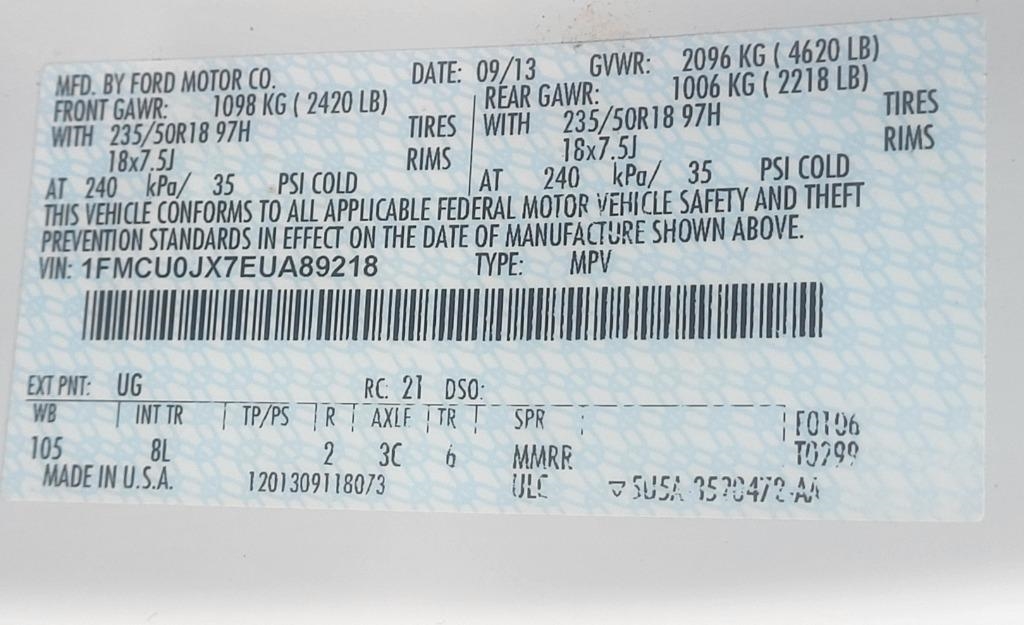 MFD. BY FORD MOTOR CO. DATE: 09/13 GVWR: 2096 KG ( 4620 LB)
FRONT GAWR: 1098 KG ( 2420 LB) REAR GAWR: 1006 KG ( 2218 LB)
WITH 235/50R18 97H TIRES WITH 235/50R18 97H TIRES
18x7.5J RIMS 18x7.5J RIMS
AT 240 kPa/ 35 PSI COLD AT 240 kPa/ 35 PSI COLD
THIS VEHICLE CONFORMS TO ALL APPLICABLE FEDERAL MOTOR VEHICLE SAFETY AND THEFT
PREVENTION STANDARDS IN EFFECT ON THE DATE OF MANUFACTURE SHOWN ABOVE.
VIN: 1FMCU0JX7EUA89218 TYPE: MPV
EXT PNT: UG RC: 21 DSO:
WB INT TR TP/PS R AXLE TR SPR F0106
105 8L 2 3C 6 MMRR T0299
MADE IN U.S.A. 1201309118073 ULC